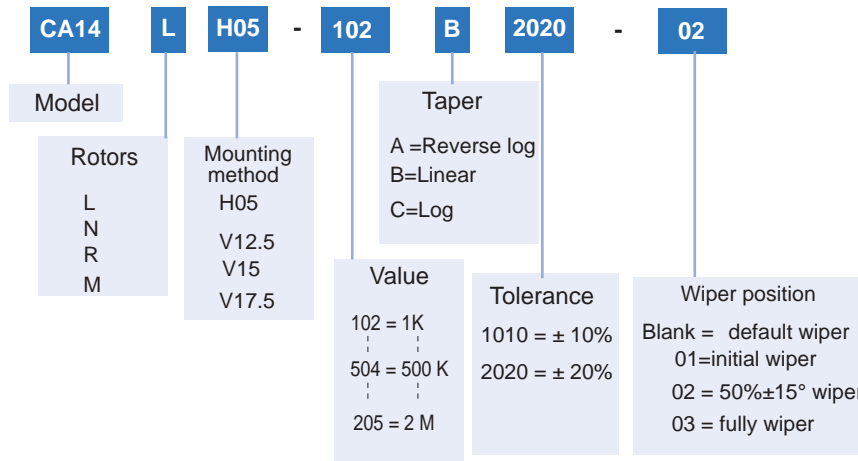 CA14 L H05 - 102 B 2020 - 02
Model
Rotors
L
N
R
M
Mounting
method
H05
V12.5
V15
V17.5
Value
102 = 1K
504 = 500 K
205 = 2 M
Taper
A =Reverse log
B=Linear
C=Log
Tolerance
1010 = ± 10%
2020 = ± 20%
Wiper position
Blank = default wiper
01=initial wiper
02 = 50%±15° wiper
03 = fully wiper